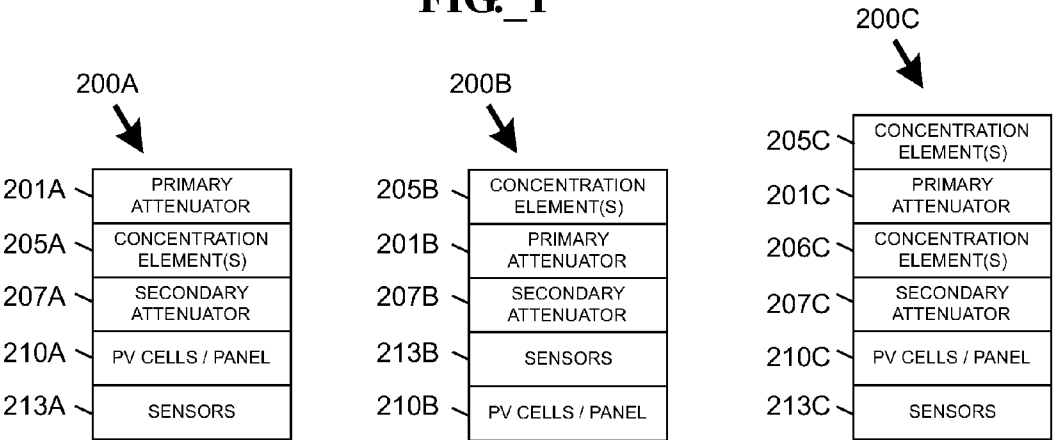 FIG._1
200A
201A
PRIMARY
ATTENUATOR
205A
CONCENTRATION
ELEMENT(S)
207A
SECONDARY
ATTENUATOR
210A
PV CELLS / PANEL
213A
SENSORS
200B
205B
CONCENTRATION
ELEMENT(S)
201B
PRIMARY
ATTENUATOR
207B
SECONDARY
ATTENUATOR
213B
SENSORS
210B
PV CELLS / PANEL
200C
205C
CONCENTRATION
ELEMENT(S)
201C
PRIMARY
ATTENUATOR
206C
CONCENTRATION
ELEMENT(S)
207C
SECONDARY
ATTENUATOR
210C
PV CELLS / PANEL
213C
SENSORS